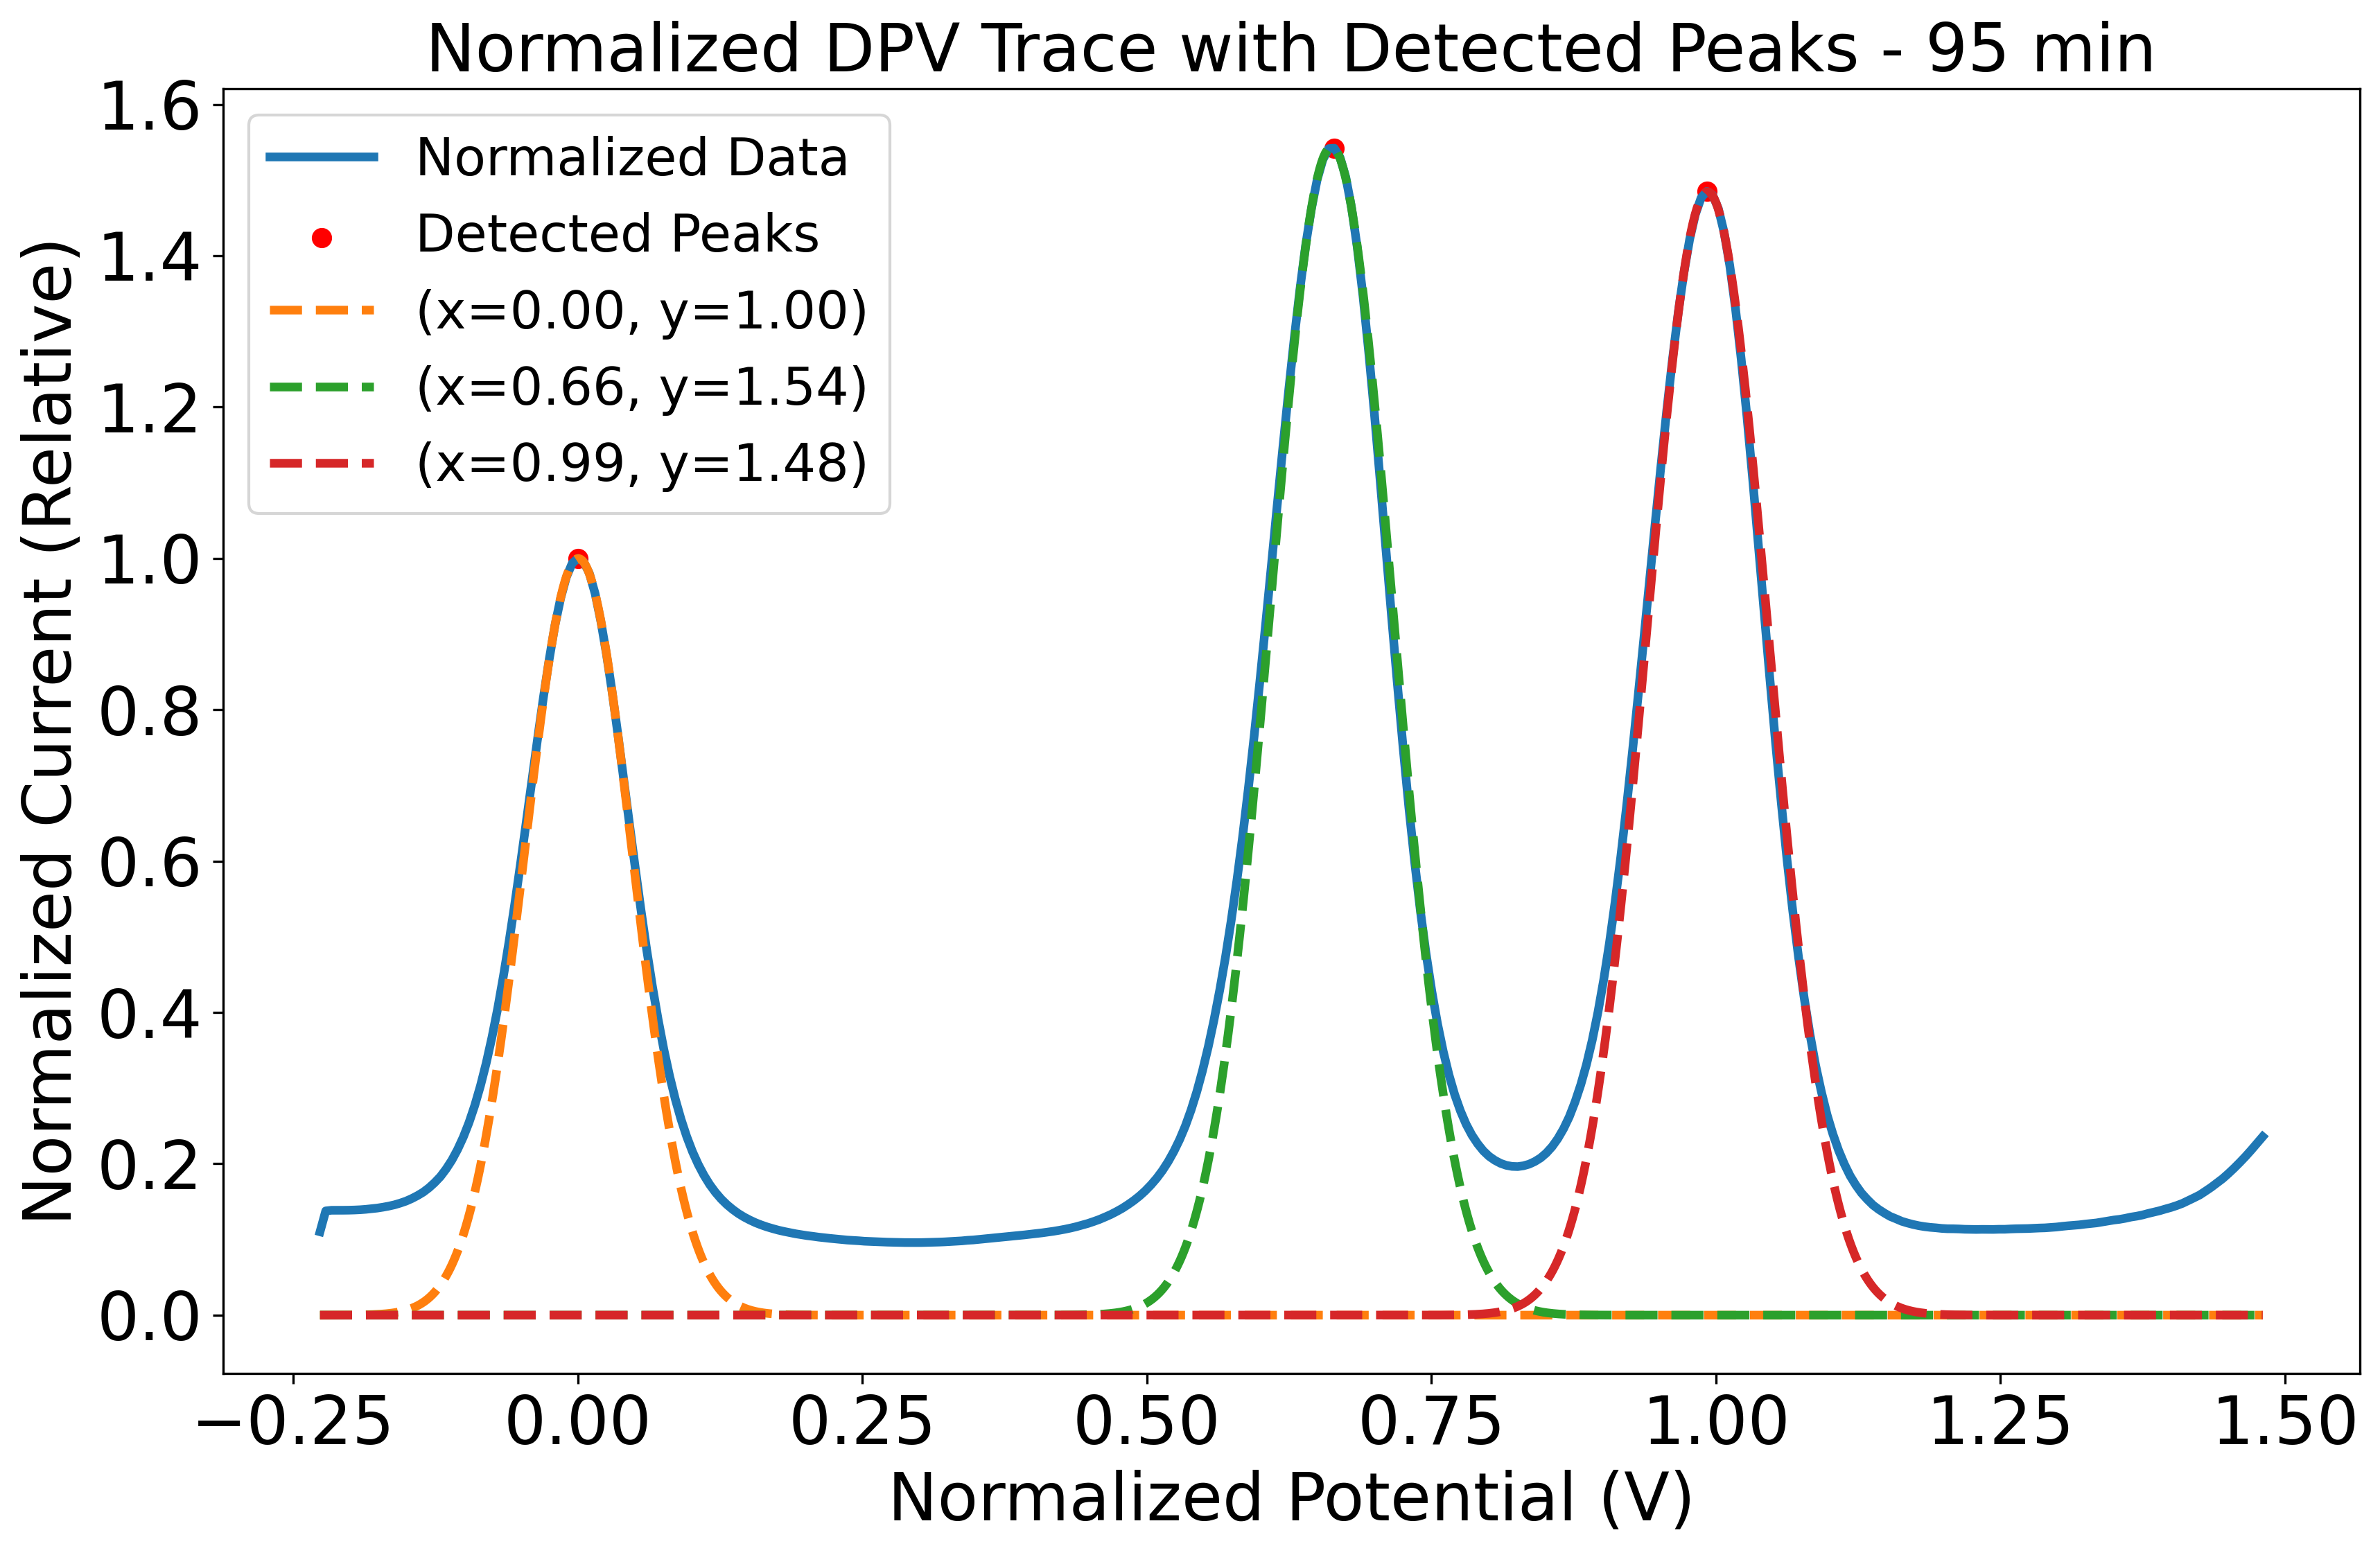 Normalized DPV Trace with Detected Peaks - 95 min
Normalized Data
Detected Peaks
(x=0.00, y=1.00)
(x=0.66, y=1.54)
(x=0.99, y=1.48)
Normalized Current (Relative)
1.6
1.4
1.2
1.0
0.8
0.6
0.4
0.2
0.0
−0.25 0.00 0.25 0.50 0.75 1.00 1.25 1.50
Normalized Potential (V)